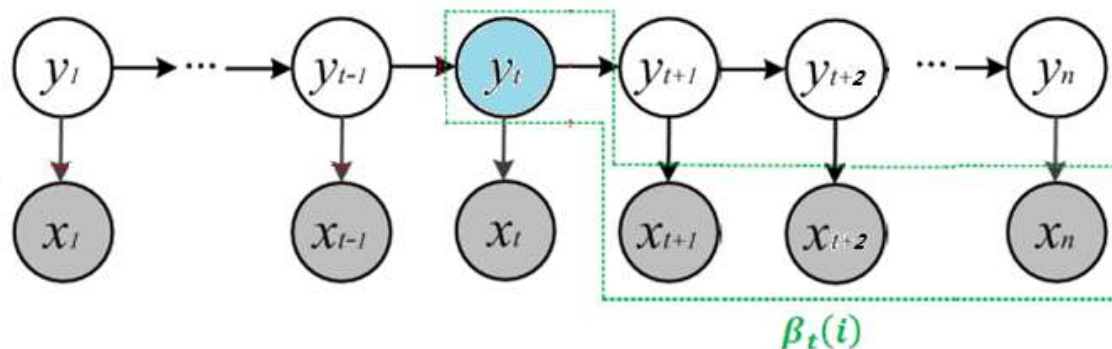 y₁ ··· yₜ₋₁ yₜ yₜ₊₁ yₜ₊₂ ··· yₙ
x₁ xₜ₋₁ xₜ xₜ₊₁ xₜ₊₂ xₙ
βₜ(i)